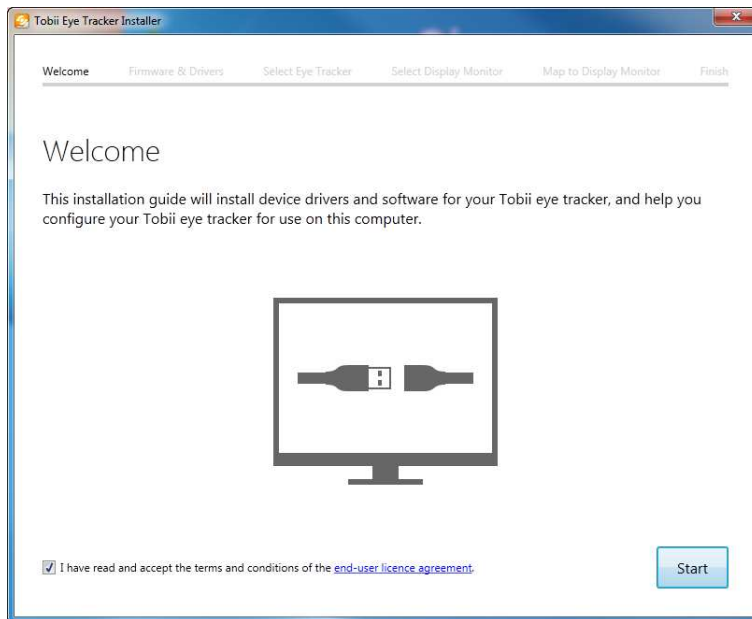 Tobii Eye Tracker Installer
Welcome Firmware & Drivers Select Eye Tracker Select Display Monitor Map to Display Monitor Finish
Welcome
This installation guide will install device drivers and software for your Tobii eye tracker, and help you
configure your Tobii eye tracker for use on this computer.
I have read and accept the terms and conditions of the end-user licence agreement.
Start